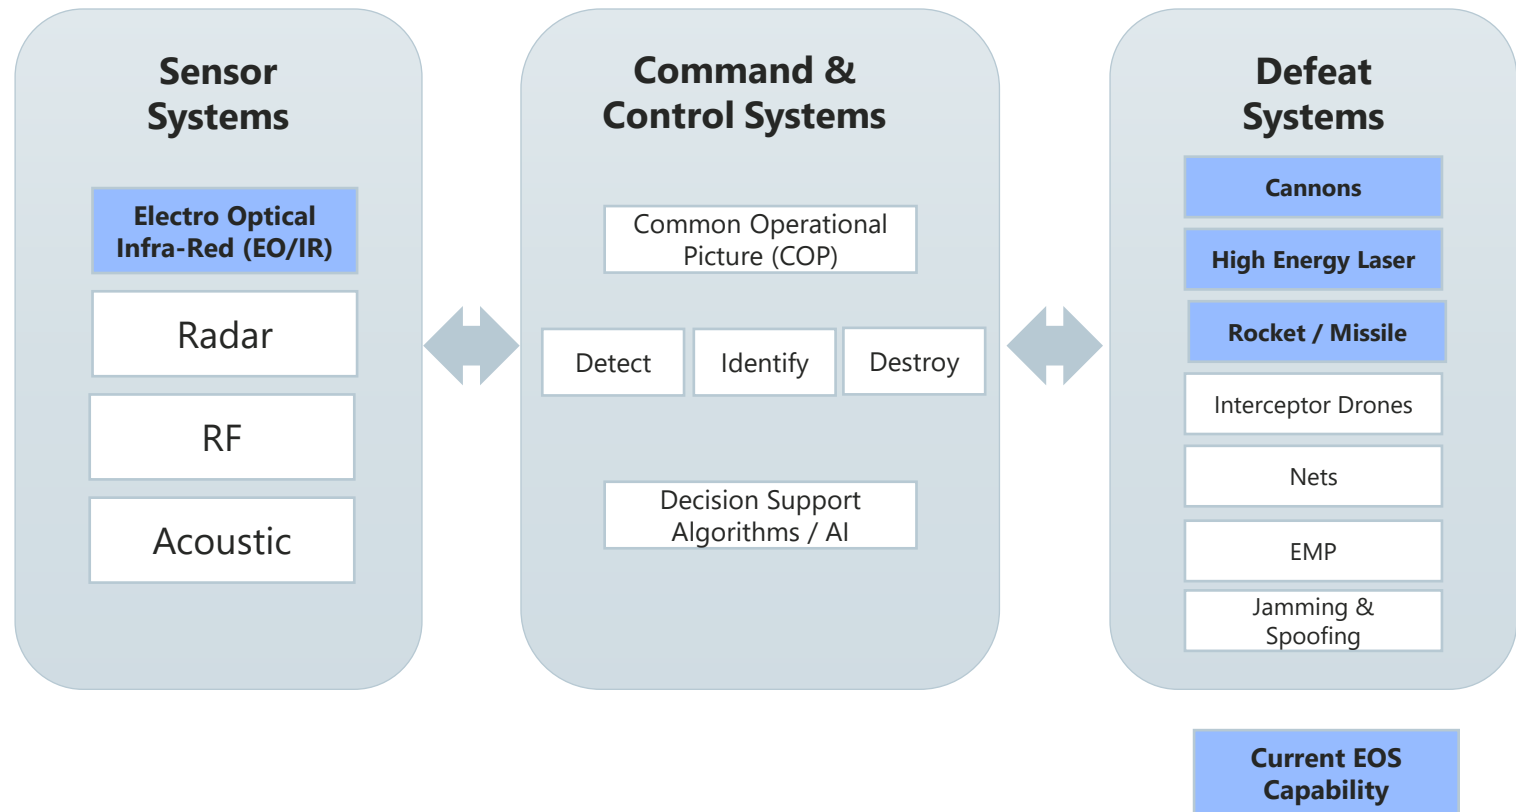 Sensor
Systems
Electro Optical
Infra-Red (EO/IR)
Radar
RF
Acoustic
Command &
Control Systems
Common Operational
Picture (COP)
Detect
Identify
Destroy
Decision Support
Algorithms / AI
Defeat
Systems
Cannons
High Energy Laser
Rocket / Missile
Interceptor Drones
Nets
EMP
Jamming &
Spoofing
Current EOS
Capability